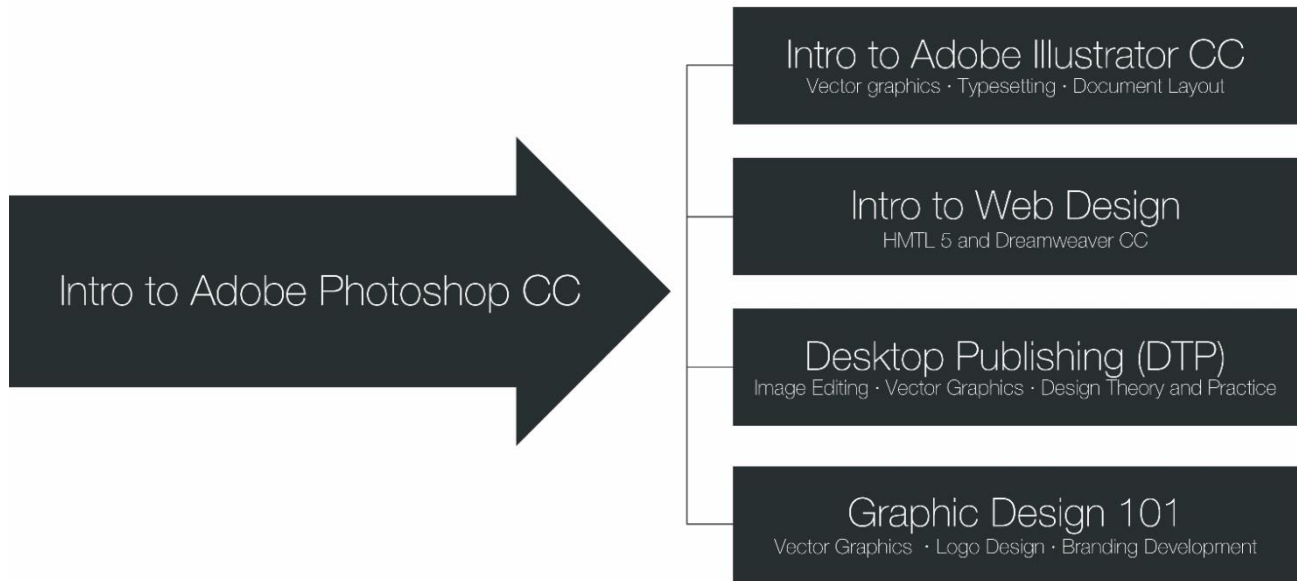 Intro to Adobe Photoshop CC
Intro to Adobe Illustrator CC
Vector graphics · Typesetting · Document Layout
Intro to Web Design
HMTL 5 and Dreamweaver CC
Desktop Publishing (DTP)
Image Editing · Vector Graphics · Design Theory and Practice
Graphic Design 101
Vector Graphics · Logo Design · Branding Development